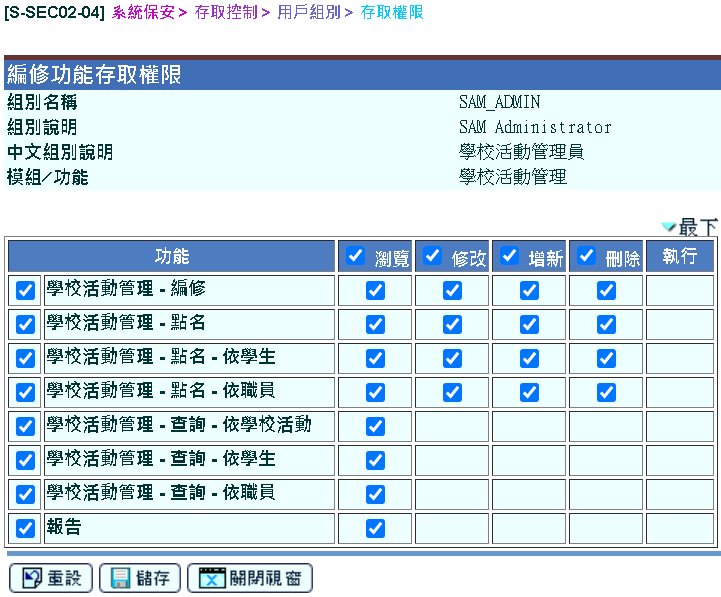 [S-SEC02-04] 系統保安 > 存取控制 > 用戶組別 > 存取權限
編修功能存取權限
組別名稱 SAM_ADMIN
組別說明 SAM Administrator
中文組別說明 學校活動管理員
模組/功能 學校活動管理
最下
功能 瀏覽 修改 增新 刪除 執行
學校活動管理 - 編修
學校活動管理 - 點名
學校活動管理 - 點名 - 依學生
學校活動管理 - 點名 - 依職員
學校活動管理 - 查詢 - 依學校活動
學校活動管理 - 查詢 - 依學生
學校活動管理 - 查詢 - 依職員
報告
重設 儲存 關閉視窗